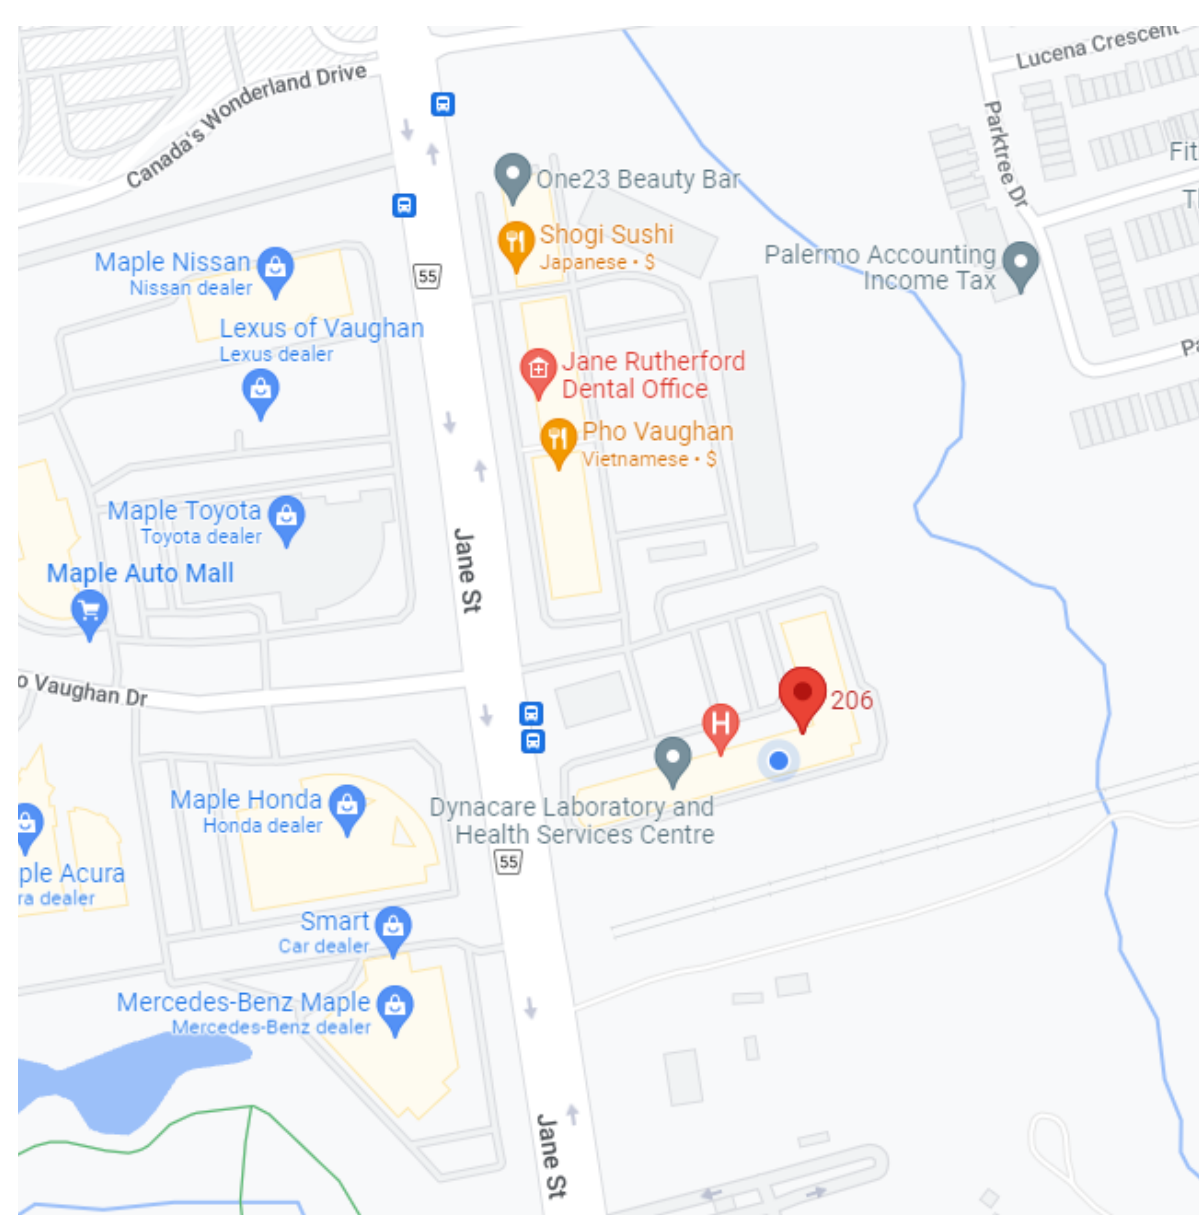 Lucena Crescent
Canada's Wonderland Drive
Parktree Dr
Fit
One23 Beauty Bar
Shogi Sushi
Japanese • $
Palermo Accounting
Income Tax
Maple Nissan
Nissan dealer
55
Lexus of Vaughan
Lexus dealer
Jane Rutherford
Dental Office
Pho Vaughan
Vietnamese • $
Maple Toyota
Toyota dealer
Jane St
Maple Auto Mall
o Vaughan Dr
206
H
Maple Honda
Honda dealer
Dynacare Laboratory and
Health Services Centre
55
ple Acura
ra dealer
Smart
Car dealer
Mercedes-Benz Maple
Mercedes-Benz dealer
Jane St